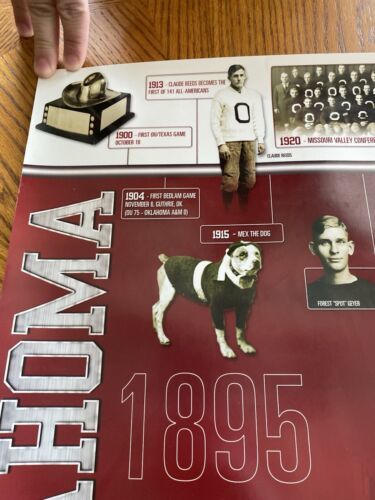 1913 - CLAUDE REEDS BECOMES THE
FIRST OF 141 ALL-AMERICANS
1900 - FIRST OU/TEXAS GAME
OCTOBER 10
O
CLAUDE REEDS
1920 - MISSOURI VALLEY CONFE
1904 - FIRST BEDLAM GAME
NOVEMBER 6, GUTHRIE, OK
(OU 75 - OKLAHOMA A&M 0)
1915 - MEX THE DOG
FOREST "SPOT" GEYER
AHOMA
1895